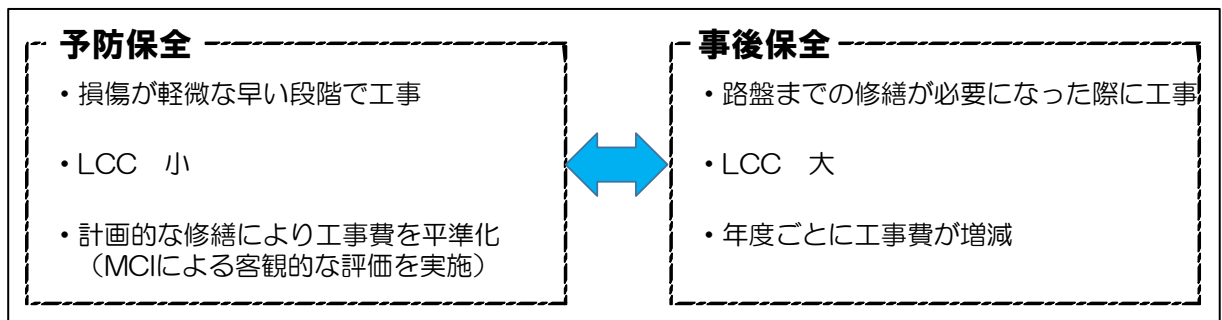 予防保全
・損傷が軽微な早い段階で工事
・LCC　小
・計画的な修繕により工事費を平準化
（MCIによる客観的な評価を実施）
事後保全
・路盤までの修繕が必要になった際に工事
・LCC　大
・年度ごとに工事費が増減